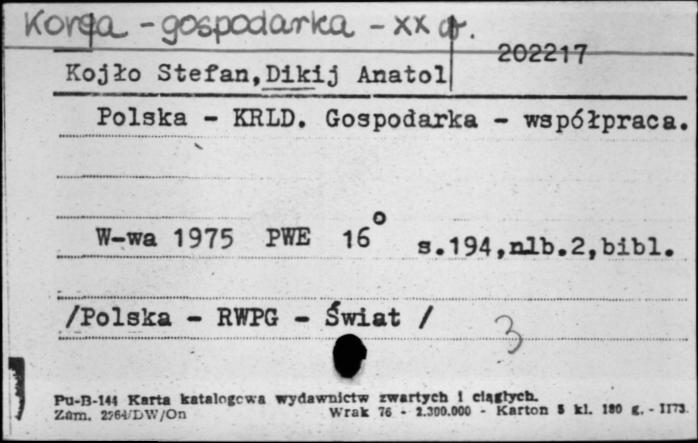 Korea - gospodarka - XX w.
202217
Kojło Stefan, Dikij Anatol
Polska - KRLD. Gospodarka - współpraca.
W-wa 1975 PWE 16° s.194,nlb.2,bibl.
/Polska - RWPG - Świat /
3
Pu-B-144 Karta katalogowa wydawnictw zwartych i ciągłych.
Zam. 2264/DW/On Wrak 76 - 2.300.000 - Karton 5 kl. 180 g. - 1173